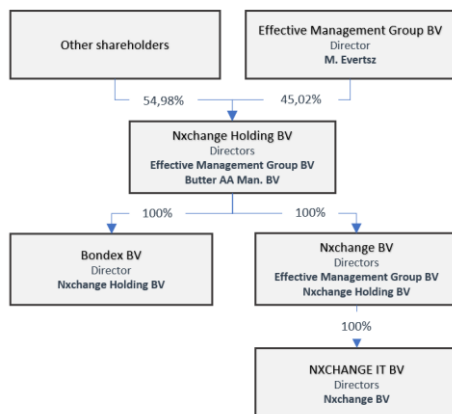 Other shareholders
Effective Management Group BV
Director
M. Evertsz
54,98%
45,02%
Nxchange Holding BV
Directors
Effective Management Group BV
Butter AA Man. BV
100%
100%
Bondex BV
Director
Nxchange Holding BV
Nxchange BV
Directors
Effective Management Group BV
Nxchange Holding BV
100%
NXCHANGE IT BV
Directors
Nxchange BV